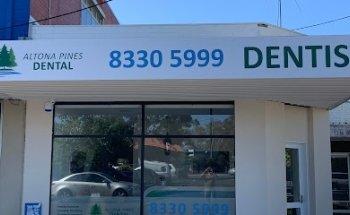 ALTONA PINES
DENTAL
8330 5999
DENTIS
8330 5999